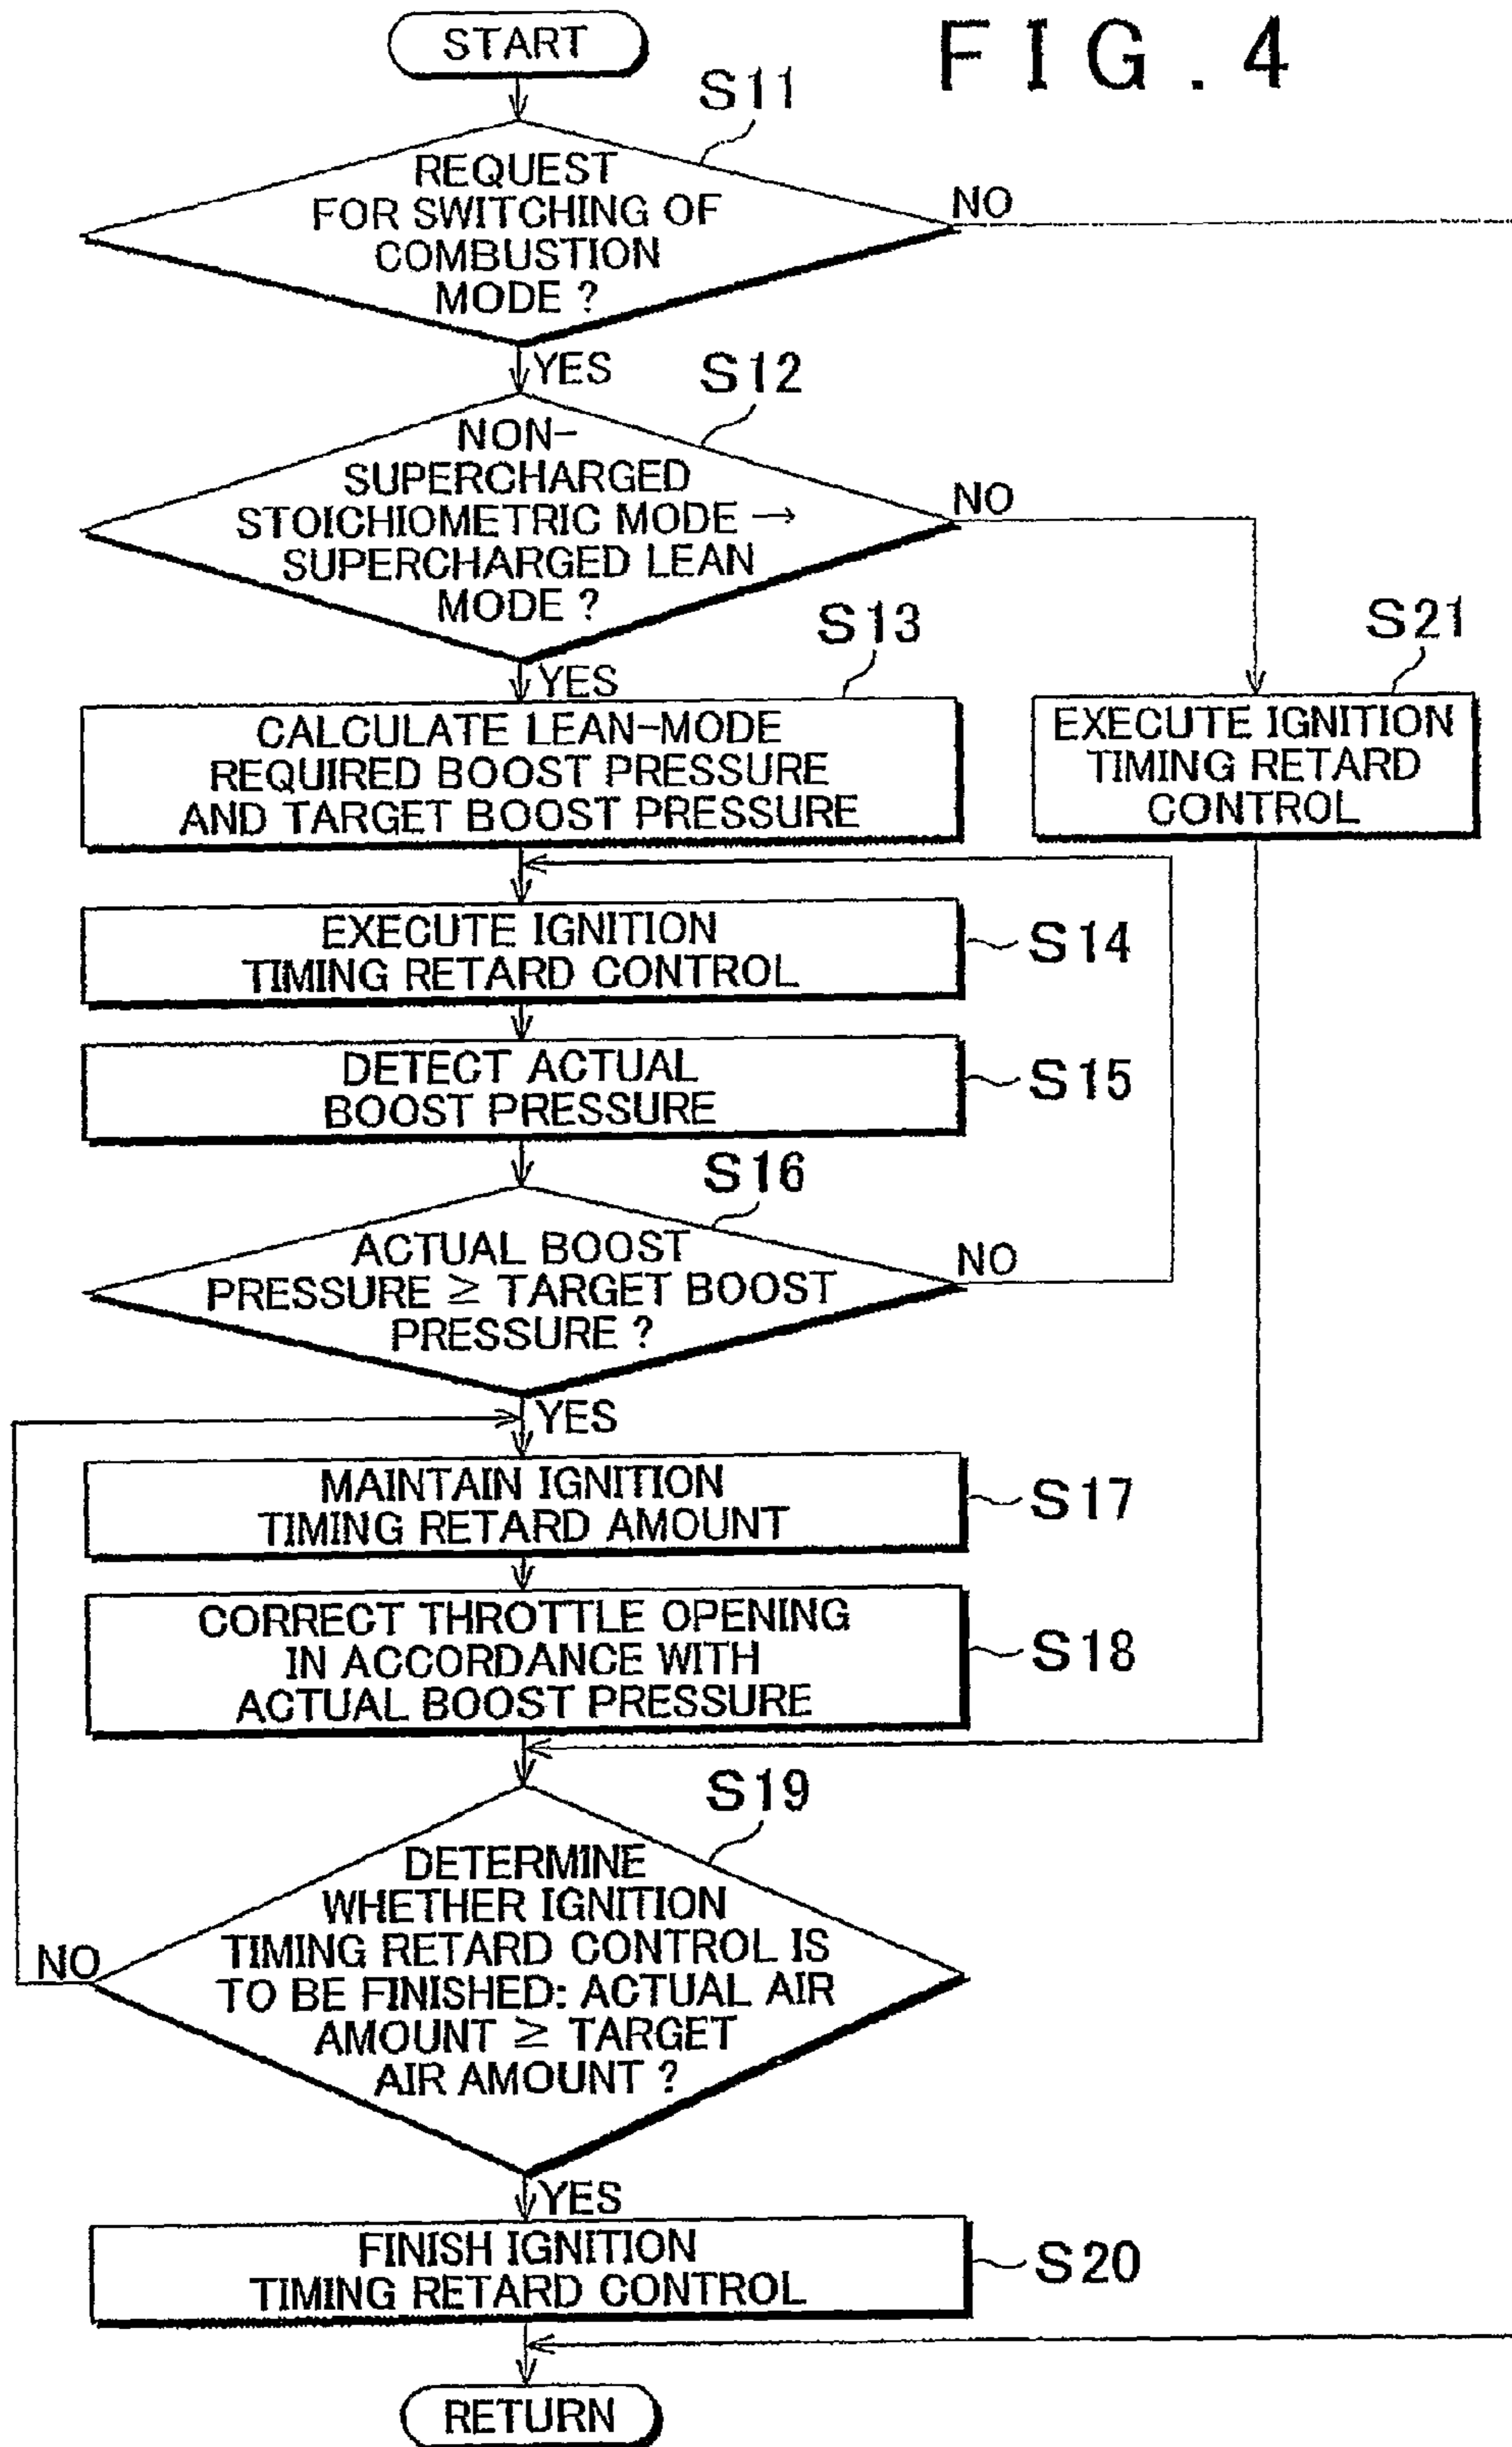 FIG.4
START
S11
REQUEST
FOR SWITCHING OF
COMBUSTION
MODE ?
NO
YES
S12
NON-
SUPERCHARGED
STOICHIOMETRIC MODE →
SUPERCHARGED LEAN
MODE ?
NO
YES
S13
CALCULATE LEAN-MODE
REQUIRED BOOST PRESSURE
AND TARGET BOOST PRESSURE
S21
EXECUTE IGNITION
TIMING RETARD
CONTROL
EXECUTE IGNITION
TIMING RETARD CONTROL
S14
DETECT ACTUAL
BOOST PRESSURE
S15
S16
ACTUAL BOOST
PRESSURE ≥ TARGET BOOST
PRESSURE ?
NO
YES
MAINTAIN IGNITION
TIMING RETARD AMOUNT
S17
CORRECT THROTTLE OPENING
IN ACCORDANCE WITH
ACTUAL BOOST PRESSURE
S18
S19
DETERMINE
WHETHER IGNITION
TIMING RETARD CONTROL IS
TO BE FINISHED: ACTUAL AIR
AMOUNT ≥ TARGET
AIR AMOUNT ?
NO
YES
FINISH IGNITION
TIMING RETARD CONTROL
S20
RETURN